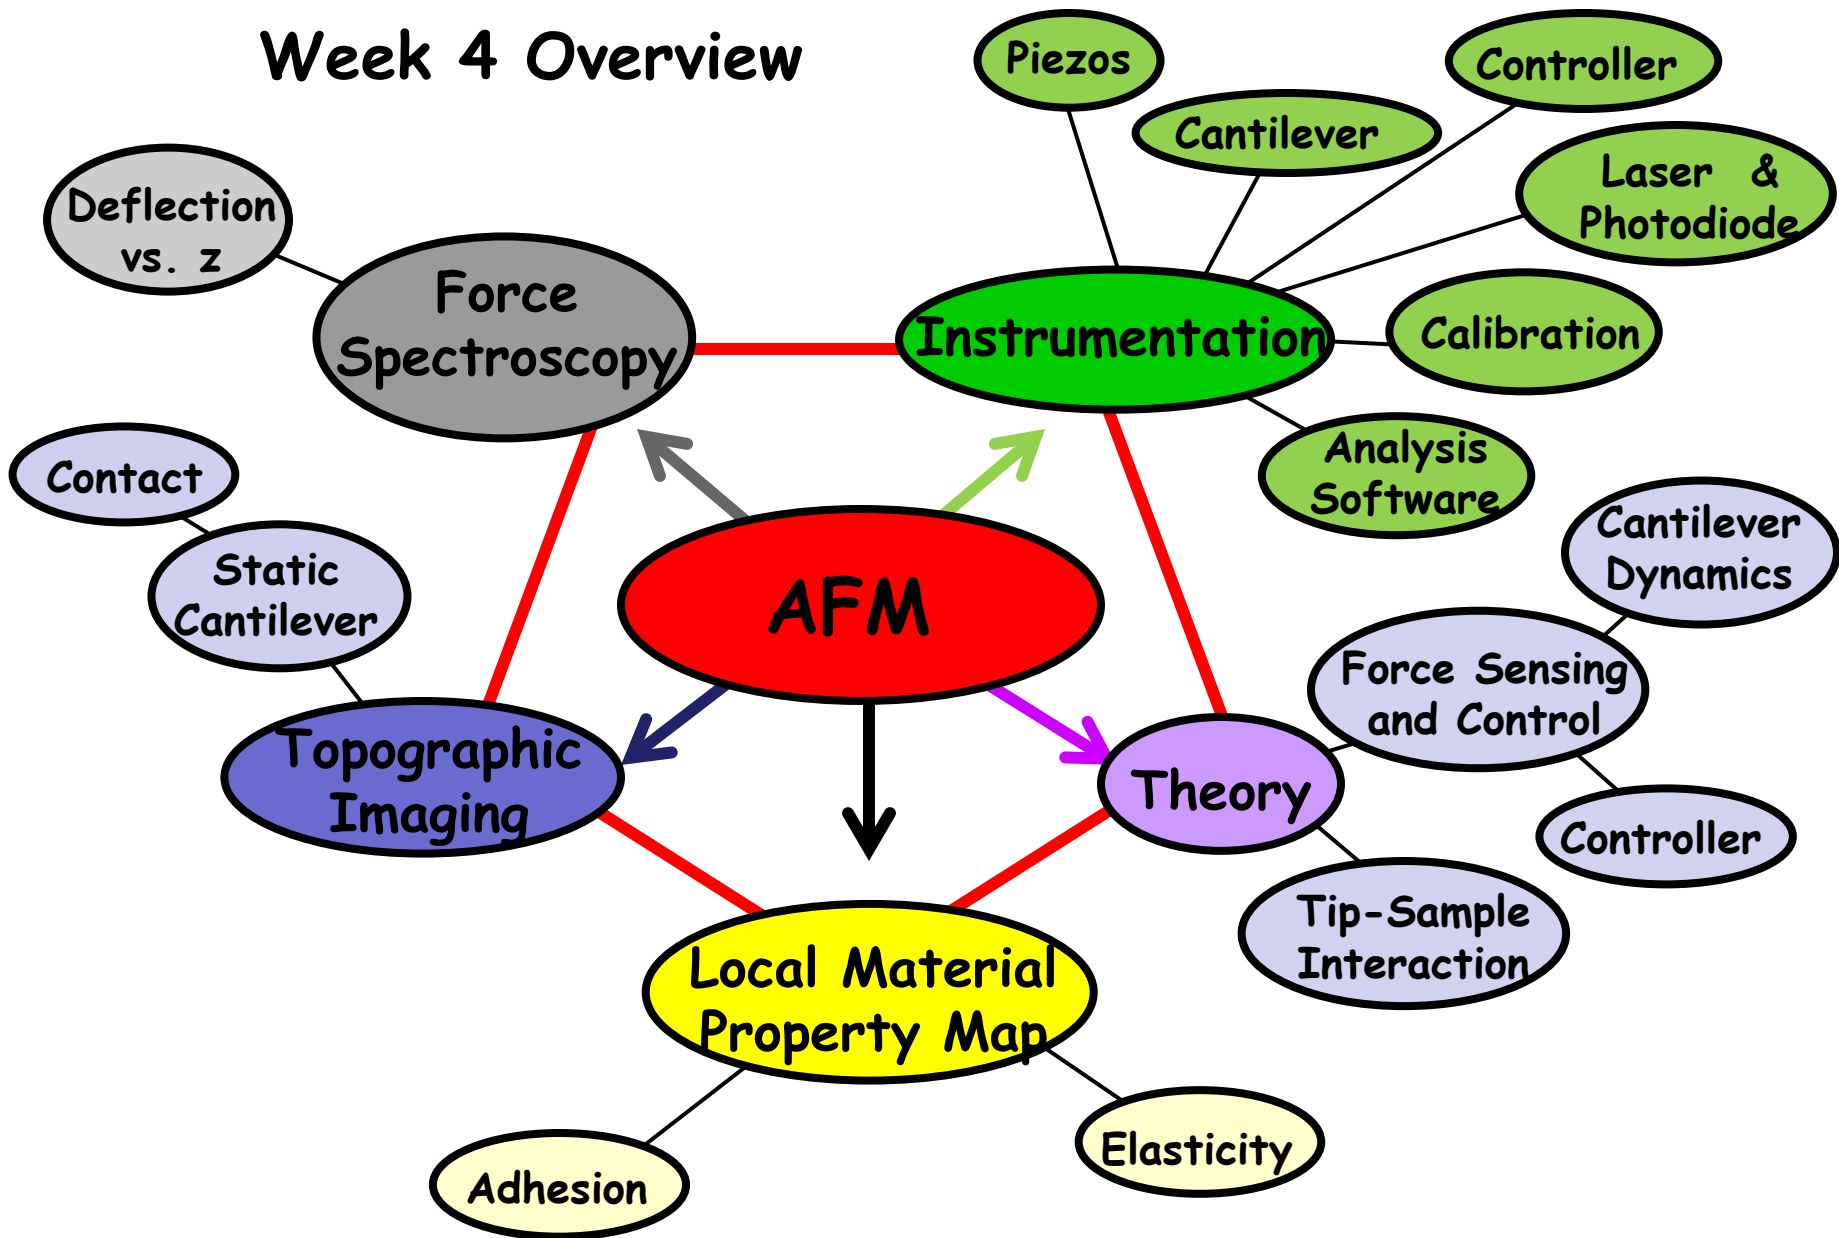 Week 4 Overview
Piezos
Controller
Cantilever
Laser &
Photodiode
Deflection
vs. z
Force
Spectroscopy
Instrumentation
Calibration
Analysis
Software
Contact
Static
Cantilever
AFM
Cantilever
Dynamics
Force Sensing
and Control
Topographic
Imaging
Theory
Controller
Tip-Sample
Interaction
Local Material
Property Map
Elasticity
Adhesion